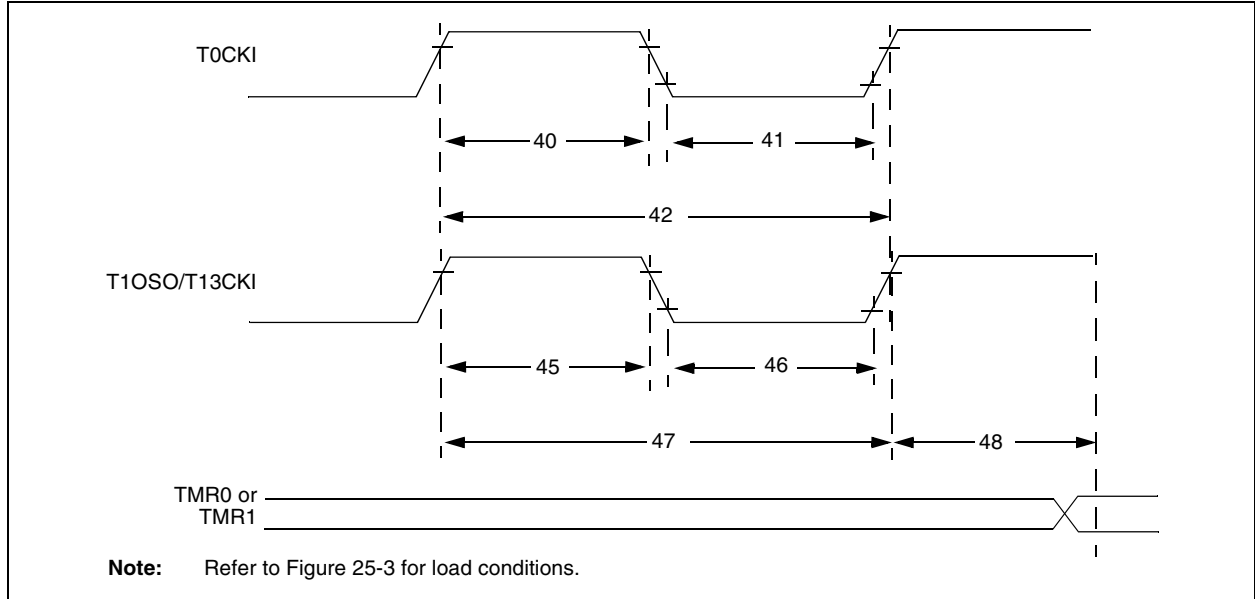 T0CKI
40
41
42
T1OSO/T13CKI
45
46
47
48
TMR0 or
TMR1
Note: Refer to Figure 25-3 for load conditions.